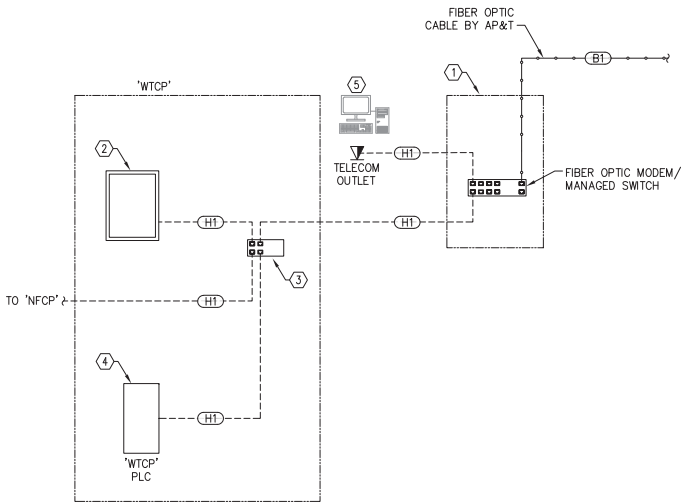 FIBER OPTIC
CABLE BY AP&T
B1
1
5
'WTCP'
2
H1
TELECOM
OUTLET
FIBER OPTIC MODEM/
MANAGED SWITCH
H1
H1
3
TO 'NFCP'
H1
4
H1
'WTCP'
PLC